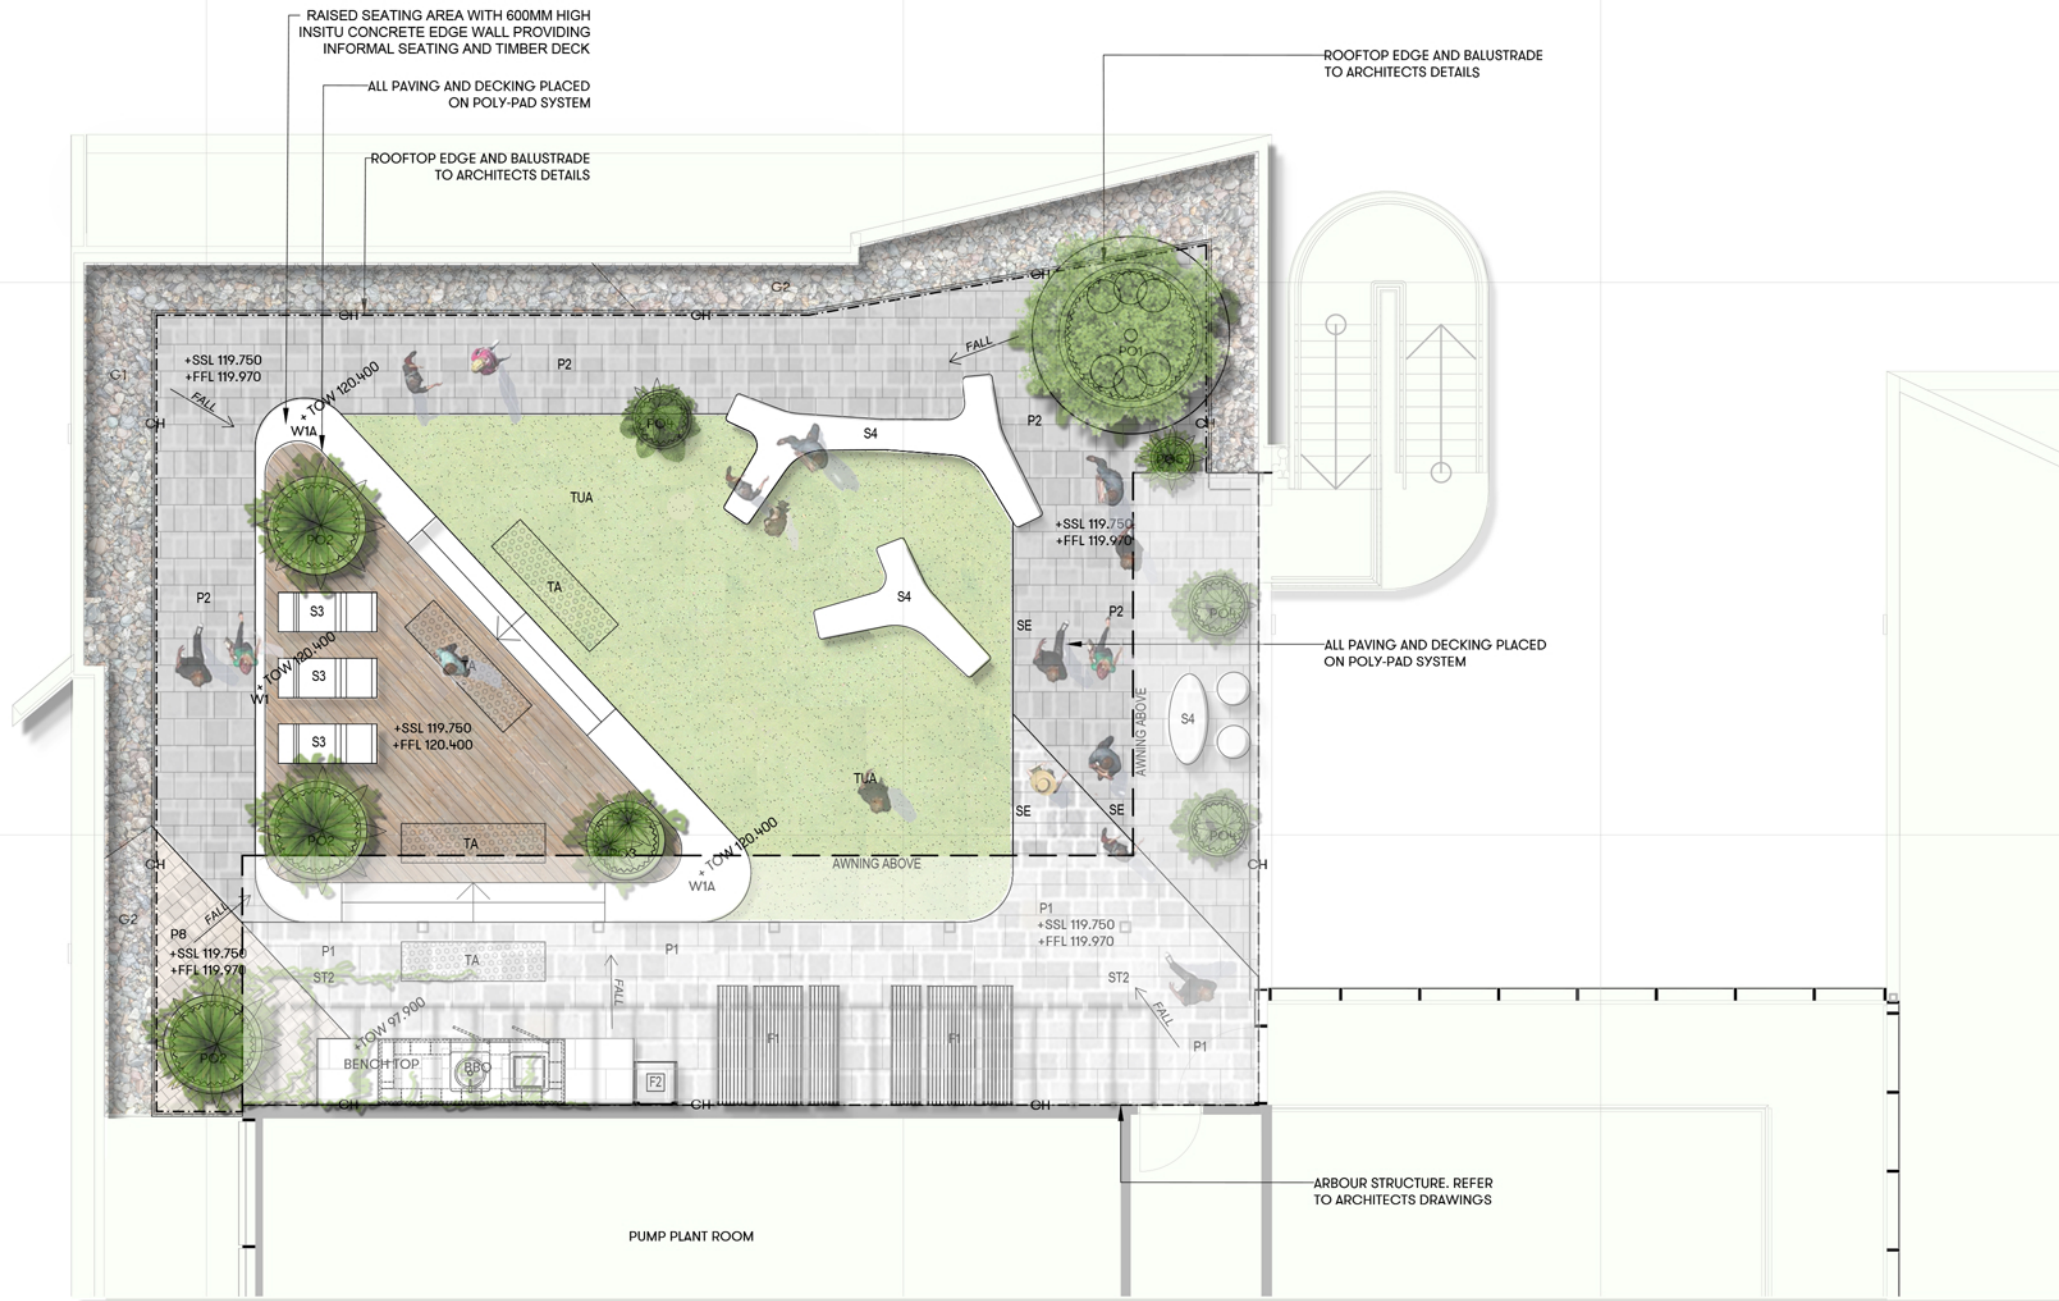 RAISED SEATING AREA WITH 600MM HIGH
INSITU CONCRETE EDGE WALL PROVIDING
INFORMAL SEATING AND TIMBER DECK
ALL PAVING AND DECKING PLACED
ON POLY-PAD SYSTEM
ROOFTOP EDGE AND BALUSTRADE
TO ARCHITECTS DETAILS
ROOFTOP EDGE AND BALUSTRADE
TO ARCHITECTS DETAILS
CH
G2
CH
CH
G1
+SSL 119.750
+FFL 119.970
FALL
P2
FALL
PO1
CH
+ TOW 120.400
W1A
S4
P2
CH
TUA
+SSL 119.750
+FFL 119.970
PO2
TA
P2
S3
S4
P2
SE
PO4
+ TOW 120.400
W1
S3
TA
ALL PAVING AND DECKING PLACED
ON POLY-PAD SYSTEM
S3
+SSL 119.750
+FFL 120.400
S4
AWNING ABOVE
TUA
SE
SE
PO2
TA
PO4
+ TOW 120.400
W1A
AWNING ABOVE
CH
CH
G2
FALL
P8
+SSL 119.750
+FFL 119.970
P1
+SSL 119.750
+FFL 119.970
P1
TA
P1
ST2
ST2
FALL
FALL
+TOW 97.900
PO2
BENCH TOP
BBQ
F2
F1
F1
P1
CH
CH
CH
ARBOUR STRUCTURE. REFER
TO ARCHITECTS DRAWINGS
PUMP PLANT ROOM